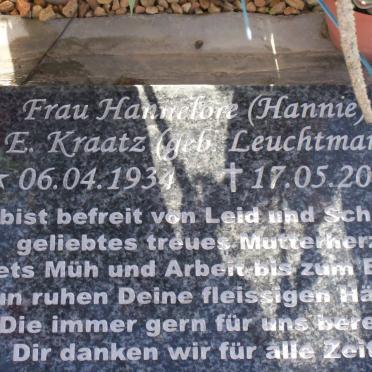 Frau Hannelore (Hannie)
E. Kraatz (geb. Leuchtmar
06.04.1934 † 17.05.20
bist befreit von Leid und Sch
geliebtes treues Mutterherz
ets Müh und Arbeit bis zum E
un ruhen Deine fleissigen Hä
Die immer gern für uns bere
Dir danken wir für alle Zeit